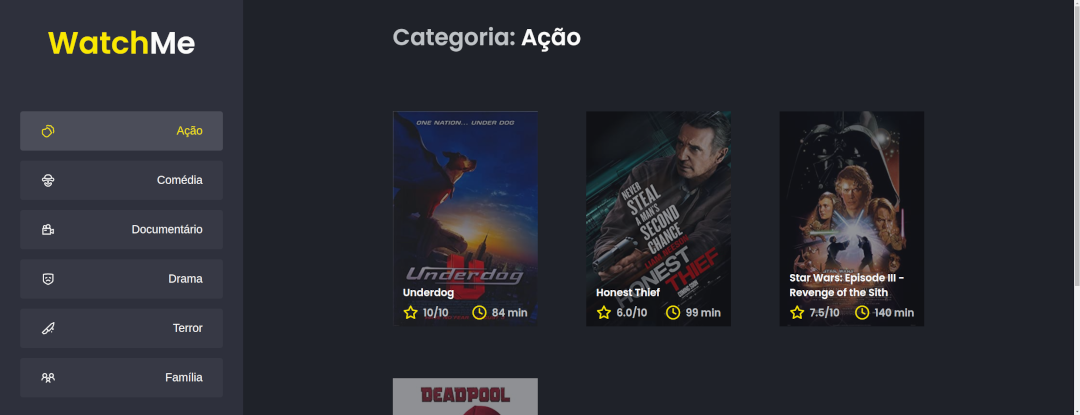 WatchMe
Ação
Comédia
Documentário
Drama
Terror
Família
Categoria: Ação
ONE NATION... UNDER DOG
Underdog
Underdog
10/10
84 min
NEVER
STEAL
A MAN'S
SECOND
CHANCE
LIAM NEESON
HONEST
THIEF
Honest Thief
6.0/10
99 min
Star Wars: Episode III -
Revenge of the Sith
7.5/10
140 min
DEADPOOL